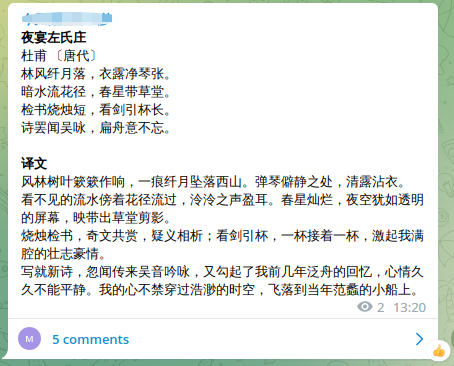 夜宴左氏庄
杜甫 〔唐代〕
林风纤月落，衣露净琴张。
暗水流花径，春星带草堂。
检书烧烛短，看剑引杯长。
诗罢闻吴咏，扁舟意不忘。
译文
风林树叶簌簌作响，一痕纤月坠落西山。弹琴僻静之处，清露沾衣。
看不见的流水傍着花径流过，泠泠之声盈耳。春星灿烂，夜空犹如透明
的屏幕，映带出草堂剪影。
烧烛检书，奇文共赏，疑义相析；看剑引杯，一杯接着一杯，激起我满
腔的壮志豪情。
写就新诗，忽闻传来吴音吟咏，又勾起了我前几年泛舟的回忆，心情久
久不能平静。我的心不禁穿过浩渺的时空，飞落到当年范蠡的小船上。
2 13:20
M 5 comments